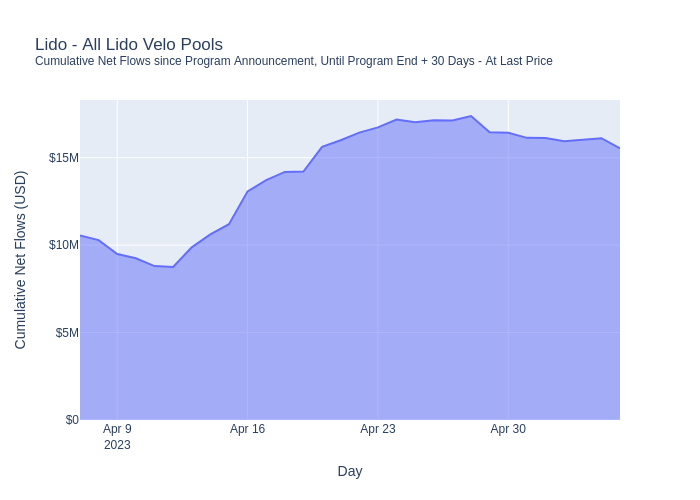 Lido - All Lido Velo Pools
Cumulative Net Flows since Program Announcement, Until Program End + 30 Days - At Last Price
Cumulative Net Flows (USD)
$15M
$10M
$5M
$0
Apr 9
2023
Apr 16
Apr 23
Apr 30
Day